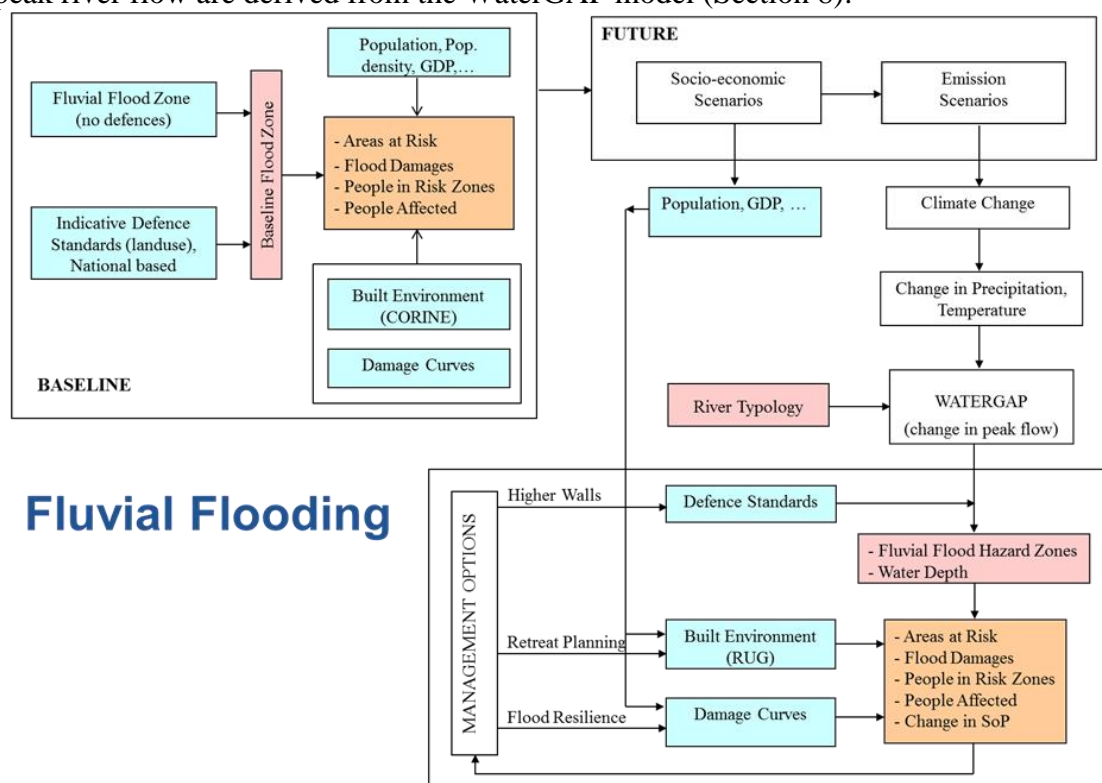 peak river flow are derived from the WaterGAP model (Section 8).
Population, Pop.
density, GDP,…
Fluvial Flood Zone
(no defences)
Baseline Flood Zone
- Areas at Risk
- Flood Damages
- People in Risk Zones
- People Affected
Indicative Defence
Standards (landuse),
National based
Built Environment
(CORINE)
Damage Curves
BASELINE
FUTURE
Socio-economic
Scenarios
Emission
Scenarios
Population, GDP, …
Climate Change
Change in Precipitation,
Temperature
River Typology
WATERGAP
(change in peak flow)
Fluvial Flooding
MANAGEMENT OPTIONS
Higher Walls
Defence Standards
- Fluvial Flood Hazard Zones
- Water Depth
Retreat Planning
Built Environment
(RUG)
Flood Resilience
Damage Curves
- Areas at Risk
- Flood Damages
- People in Risk Zones
- People Affected
- Change in SoP